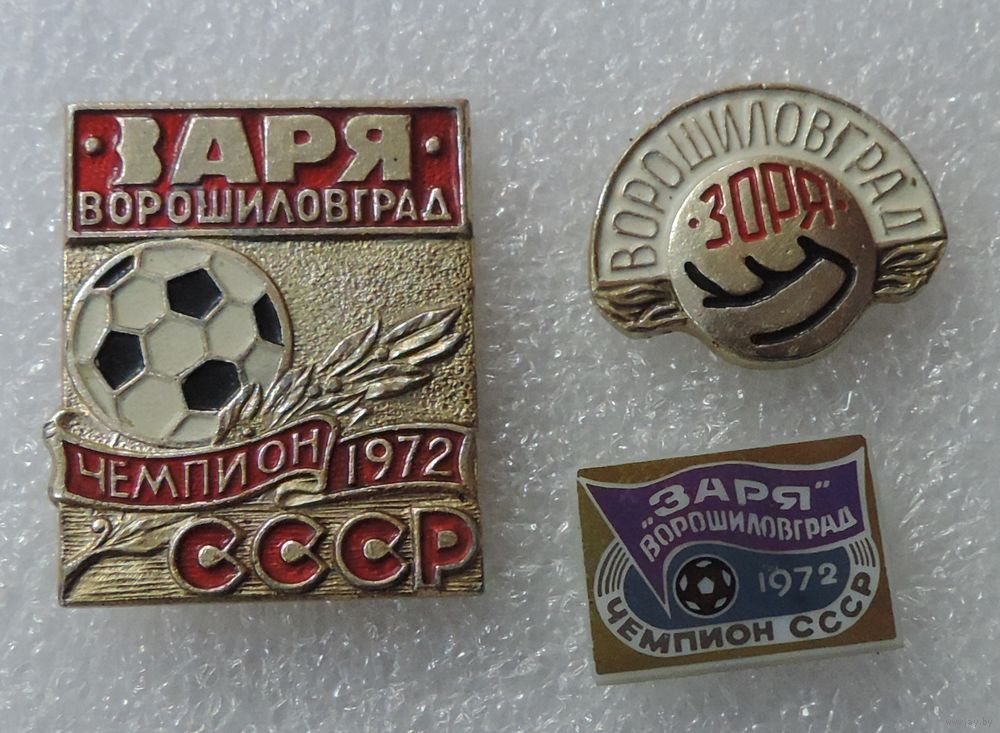 ·ЗАРЯ·
ВОРОШИЛОВГРАД
ЧЕМПИОН 1972
СССР
ВОРОШИЛОВГРАД
·ЗОРЯ·
"ЗАРЯ"
ВОРОШИЛОВГРАД
1972
ЧЕМПИОН СССР